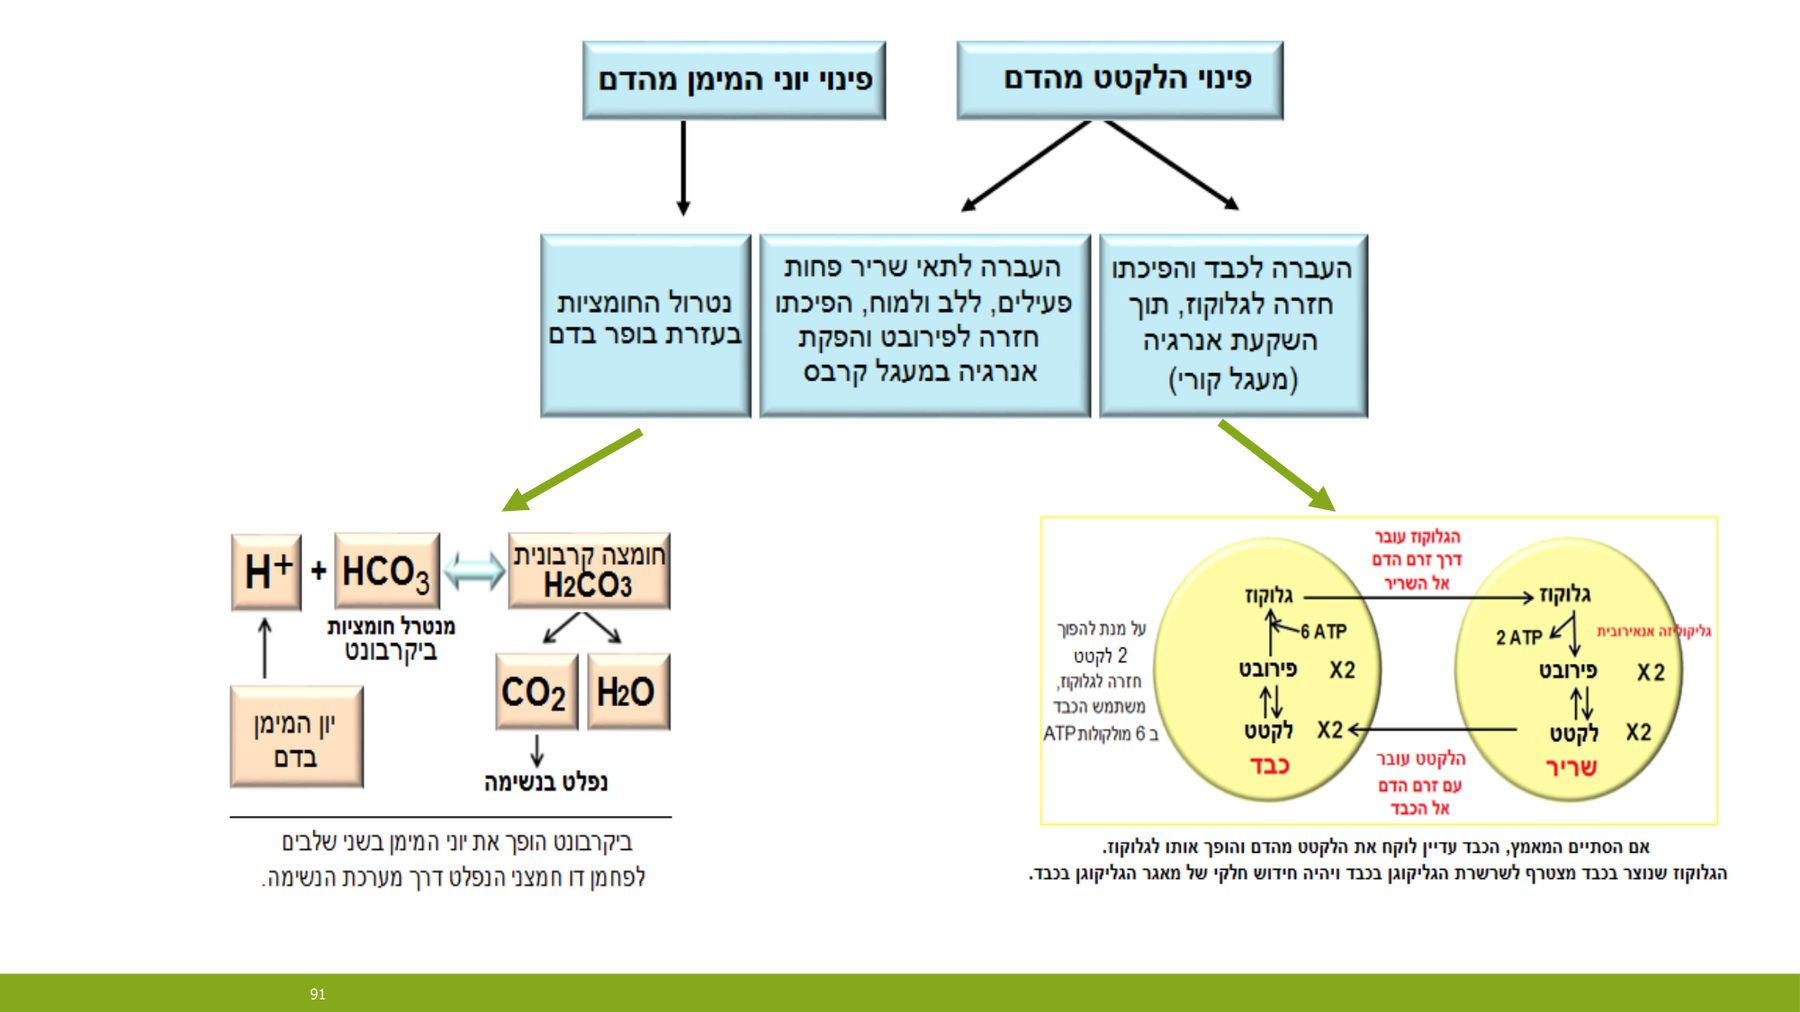 פינוי הלקטט מהדם
פינוי יוני המימן מהדם
העברה לכבד והפיכתו
חזרה לגלוקוז, תוך
השקעת אנרגיה
(מעגל קורי)
העברה לתאי שריר פחות
פעילים, ללב ולמוח, הפיכתו
חזרה לפירובט והפקת
אנרגיה במעגל קרבס
נטרול החומציות
בעזרת בופר בדם
הגלוקוז עובר
דרך זרם הדם
אל השריר
גלוקוז
גליקוליזה אנאירובית
2 ATP
פירובט X2
לקטט X2
שריר
גלוקוז
6 ATP
פירובט X2
לקטט X2
כבד
הלקטט עובר
עם זרם הדם
אל הכבד
על מנת להפוך
2 לקטט
חזרה לגלוקוז,
משתמש הכבד
ב 6 מולקולות ATP
אם הסתיים המאמץ, הכבד עדיין לוקח את הלקטט מהדם והופך אותו לגלוקוז.
הגלוקוז שנוצר בכבד מצטרף לשרשרת הגליקוגן בכבד ויהיה חידוש חלקי של מאגר הגליקוגן בכבד.
H+ + HCO3
חומצה קרבונית
H2CO3
מנטרל חומציות
ביקרבונט
CO2 H2O
יון המימן
בדם
נפלט בנשימה
ביקרבונט הופך את יוני המימן בשני שלבים
לפחמן דו חמצני הנפלט דרך מערכת הנשימה.
91